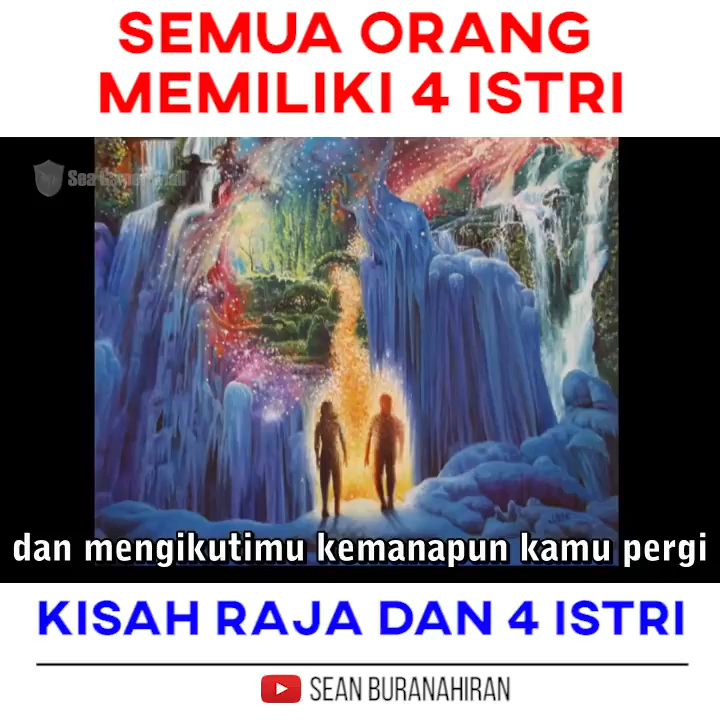 SEMUA ORANG
MEMILIKI 4 ISTRI
dan mengikutimu kemanapun kamu pergi
KISAH RAJA DAN 4 ISTRI
SEAN BURANAHIRAN